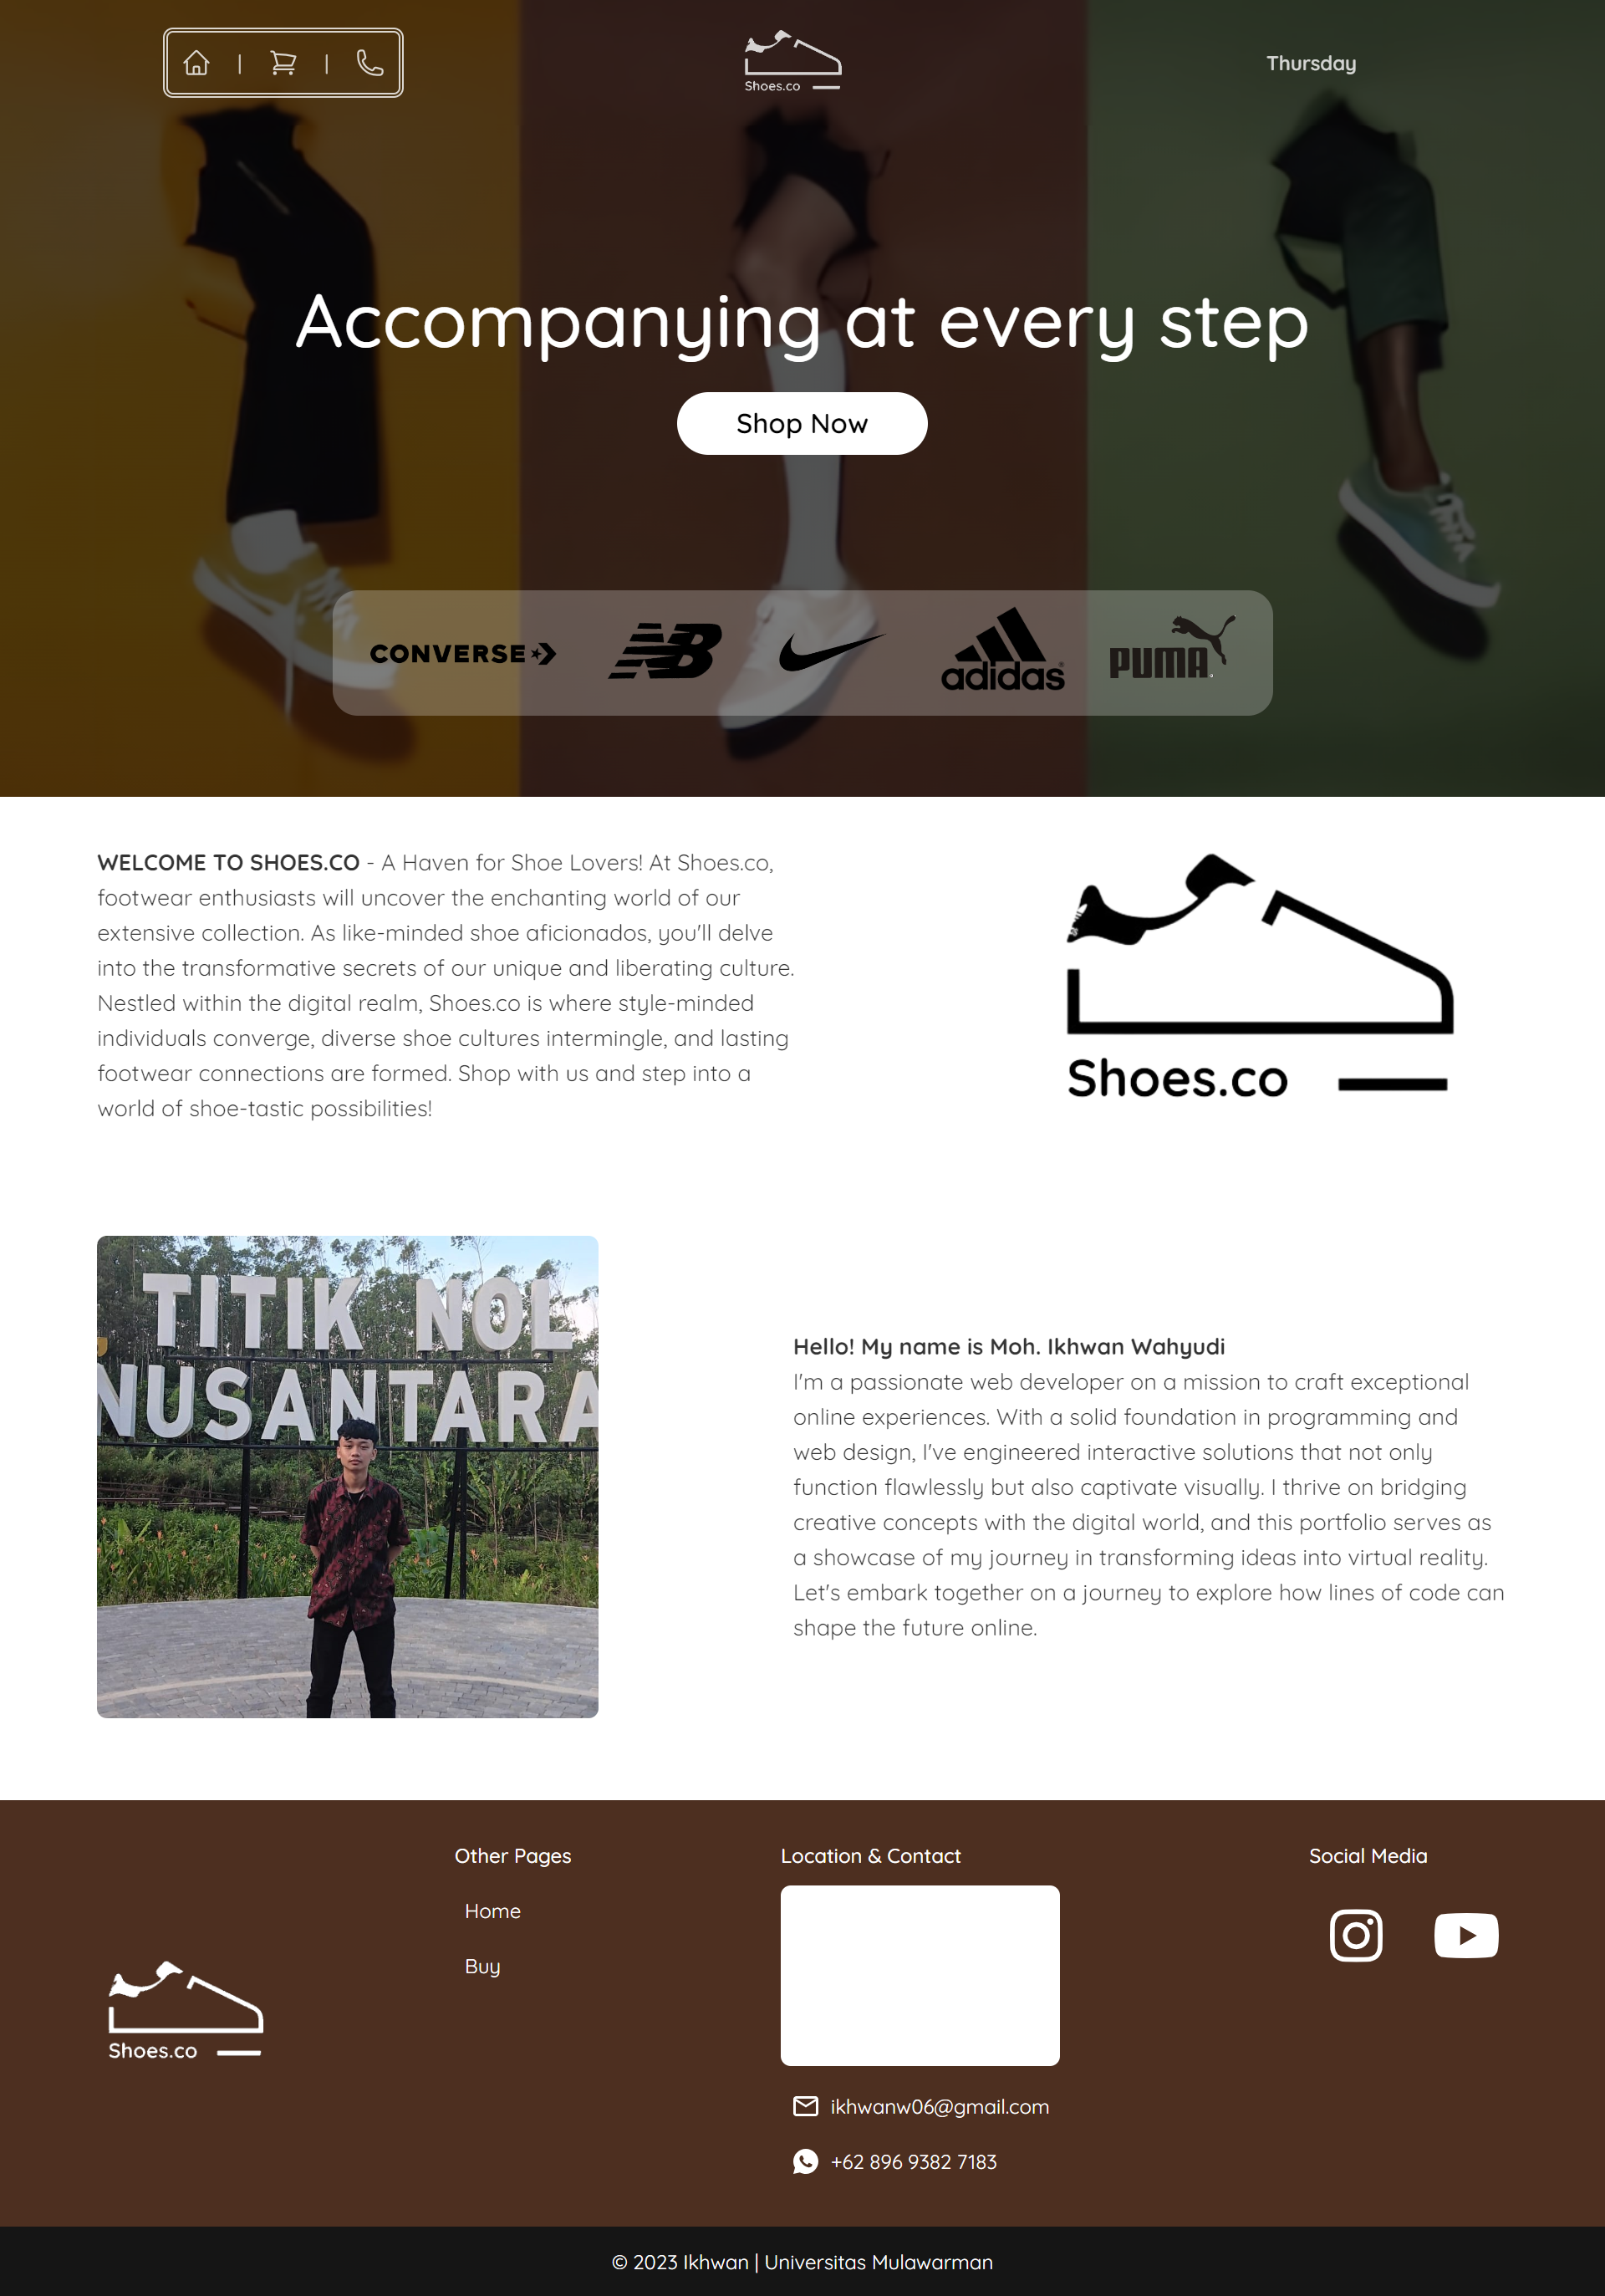 Shoes.co
Thursday
Accompanying at every step
Shop Now
CONVERSE
NB
adidas
PUMA
WELCOME TO SHOES.CO - A Haven for Shoe Lovers! At Shoes.co,
footwear enthusiasts will uncover the enchanting world of our
extensive collection. As like-minded shoe aficionados, you'll delve
into the transformative secrets of our unique and liberating culture.
Nestled within the digital realm, Shoes.co is where style-minded
individuals converge, diverse shoe cultures intermingle, and lasting
footwear connections are formed. Shop with us and step into a
world of shoe-tastic possibilities!
Shoes.co
TITIK NOL
NUSANTARA
Hello! My name is Moh. Ikhwan Wahyudi
I'm a passionate web developer on a mission to craft exceptional
online experiences. With a solid foundation in programming and
web design, I've engineered interactive solutions that not only
function flawlessly but also captivate visually. I thrive on bridging
creative concepts with the digital world, and this portfolio serves as
a showcase of my journey in transforming ideas into virtual reality.
Let's embark together on a journey to explore how lines of code can
shape the future online.
Shoes.co
Other Pages
Home
Buy
Location & Contact
ikhwanw06@gmail.com
+62 896 9382 7183
Social Media
© 2023 Ikhwan | Universitas Mulawarman